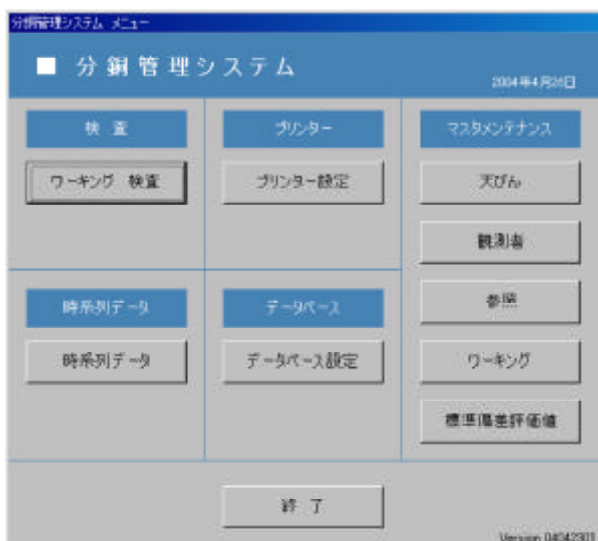 分銅管理システム メニュー
■ 分銅管理システム
2004年4月26日
検 査
ワーキング 検査
プリンター
プリンター設定
マスタメンテナンス
天びん
観測者
参照
ワーキング
標準偏差評価値
時系列データ
時系列データ
データベース
データベース設定
終 了
Version 04042301